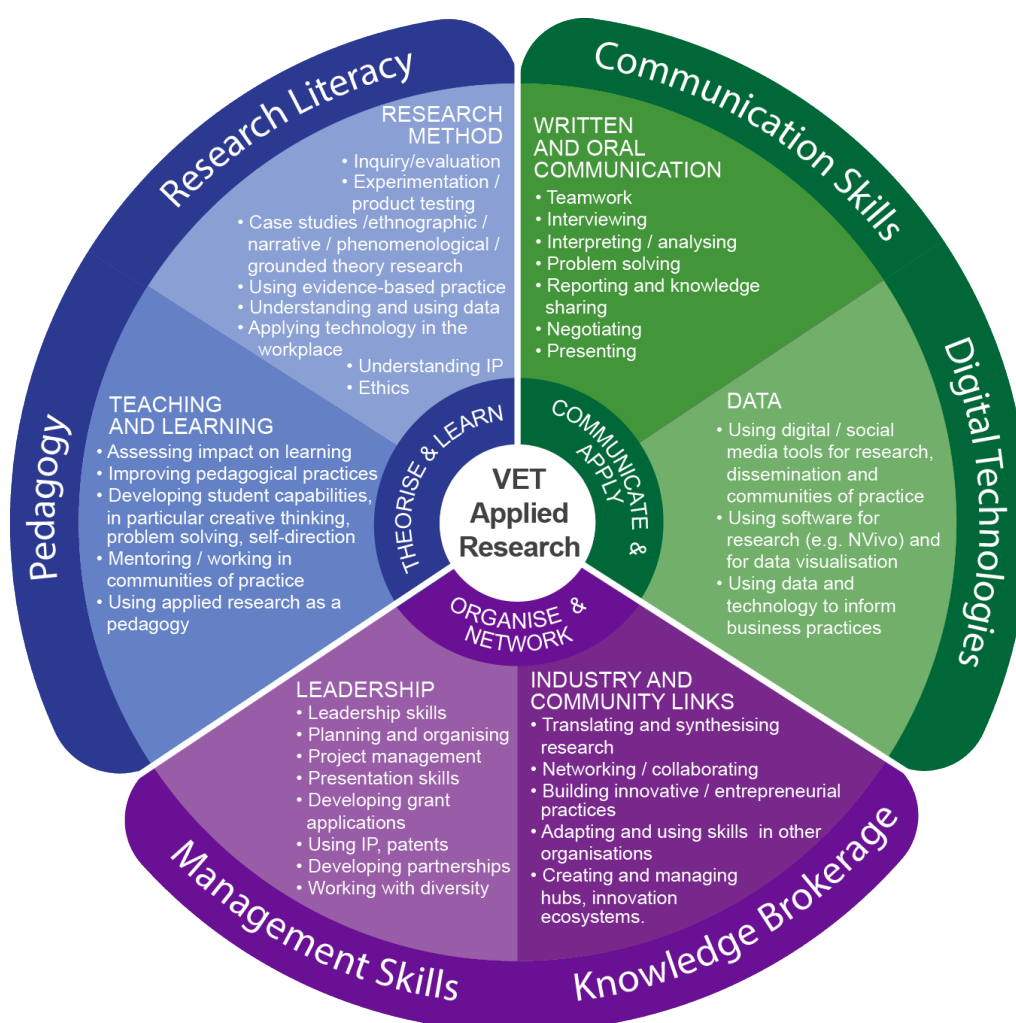 Research Literacy
RESEARCH
METHOD
• Inquiry/evaluation
• Experimentation /
product testing
• Case studies /ethnographic /
narrative / phenomenological /
grounded theory research
• Using evidence-based practice
• Understanding and using data
• Applying technology in the
workplace
• Understanding IP
• Ethics
Communication Skills
WRITTEN
AND ORAL
COMMUNICATION
• Teamwork
• Interviewing
• Interpreting / analysing
• Problem solving
• Reporting and knowledge
sharing
• Negotiating
• Presenting
Pedagogy
TEACHING
AND LEARNING
• Assessing impact on learning
• Improving pedagogical practices
• Developing student capabilities,
in particular creative thinking,
problem solving, self-direction
• Mentoring / working in
communities of practice
• Using applied research as a
pedagogy
THEORISE & LEARN
COMMUNICATE &
APPLY
VET
Applied
Research
ORGANISE &
NETWORK
Digital Technologies
DATA
• Using digital / social
media tools for research,
dissemination and
communities of practice
• Using software for
research (e.g. NVivo) and
for data visualisation
• Using data and
technology to inform
business practices
LEADERSHIP
• Leadership skills
• Planning and organising
• Project management
• Presentation skills
• Developing grant
applications
• Using IP, patents
• Developing partnerships
• Working with diversity
Management Skills
INDUSTRY AND
COMMUNITY LINKS
• Translating and synthesising
research
• Networking / collaborating
• Building innovative / entrepreneurial
practices
• Adapting and using skills in other
organisations
• Creating and managing
hubs, innovation
ecosystems.
Knowledge Brokerage